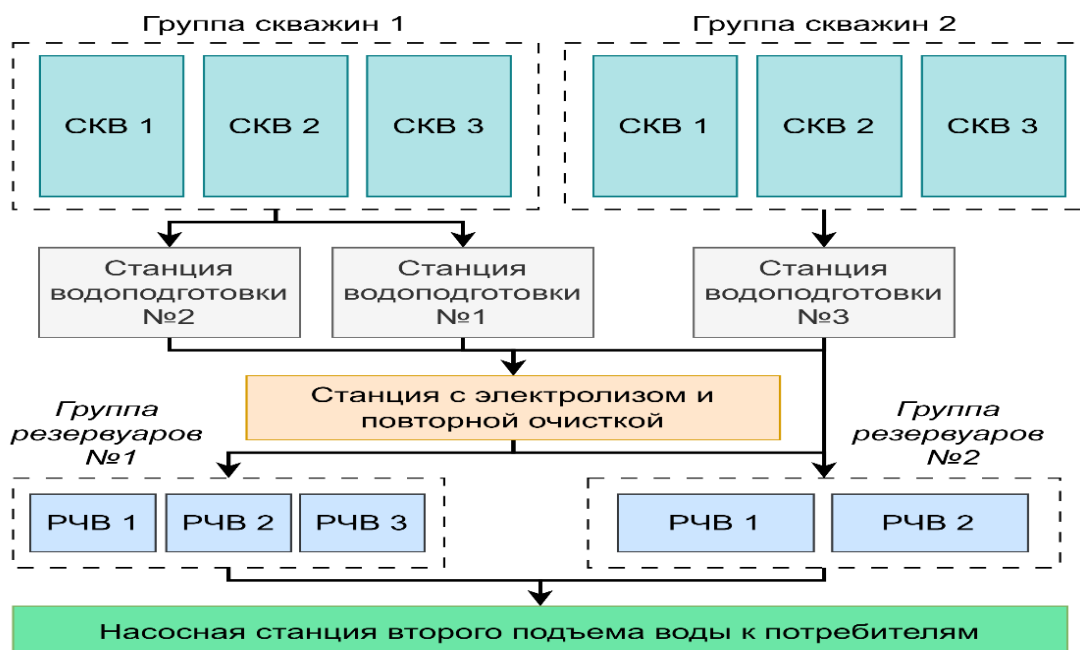 Группа скважин 1
Группа скважин 2
СКВ 1
СКВ 2
СКВ 3
СКВ 1
СКВ 2
СКВ 3
Станция
водоподготовки
№2
Станция
водоподготовки
№1
Станция
водоподготовки
№3
Станция с электролизом и
повторной очисткой
Группа
резервуаров
№1
Группа
резервуаров
№2
РЧВ 1
РЧВ 2
РЧВ 3
РЧВ 1
РЧВ 2
Насосная станция второго подъема воды к потребителям